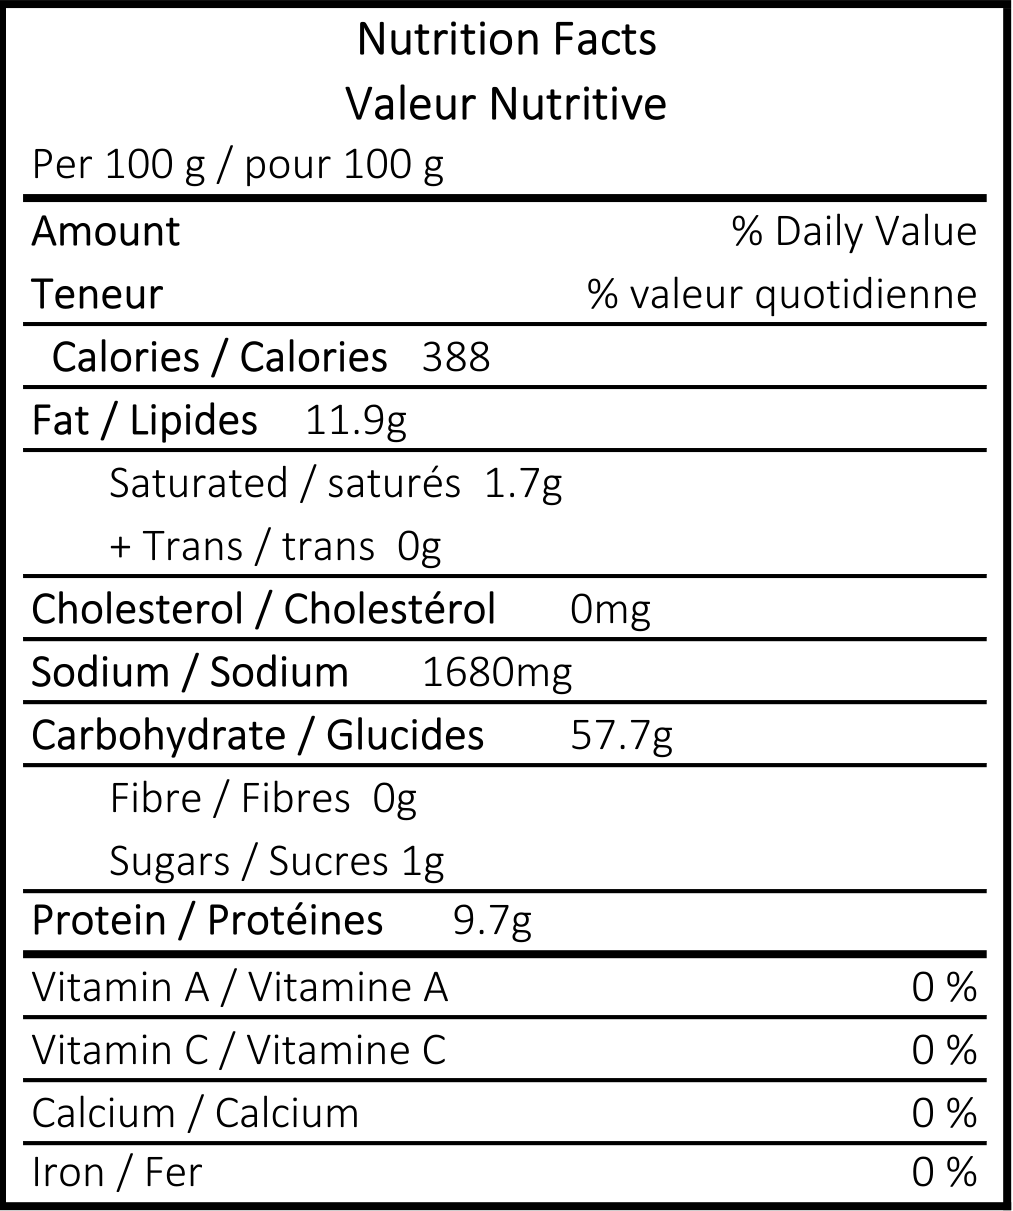 Nutrition Facts
Valeur Nutritive
Per 100 g / pour 100 g
Amount % Daily Value
Teneur % valeur quotidienne
Calories / Calories 388
Fat / Lipides 11.9g
Saturated / saturés 1.7g
+ Trans / trans 0g
Cholesterol / Cholestérol 0mg
Sodium / Sodium 1680mg
Carbohydrate / Glucides 57.7g
Fibre / Fibres 0g
Sugars / Sucres 1g
Protein / Protéines 9.7g
Vitamin A / Vitamine A 0 %
Vitamin C / Vitamine C 0 %
Calcium / Calcium 0 %
Iron / Fer 0 %